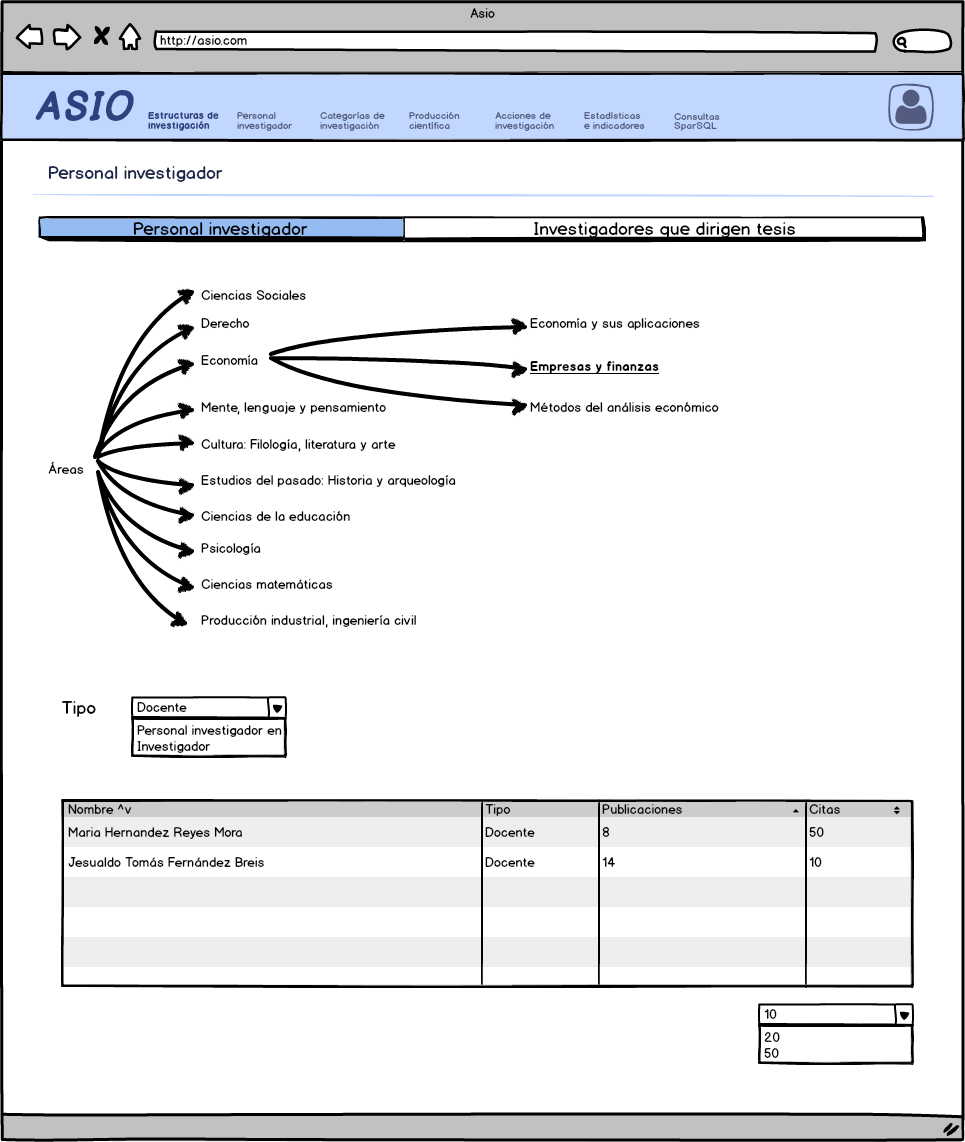 Asio
http://asio.com
ASIO
Estructuras de
investigación
Personal
investigador
Categorías de
investigación
Producción
científica
Acciones de
investigación
Estadísticas
e indicadores
Consultas
SparSQL
Personal investigador
Personal investigador
Investigadores que dirigen tesis
Áreas
Ciencias Sociales
Derecho
Economía
Mente, lenguaje y pensamiento
Cultura: Filología, literatura y arte
Estudios del pasado: Historia y arqueología
Ciencias de la educación
Psicología
Ciencias matemáticas
Producción industrial, ingeniería civil
Economía y sus aplicaciones
Empresas y finanzas
Métodos del análisis económico
Tipo
Docente
Personal investigador en
Investigador
Nombre ^v Tipo Publicaciones Citas
Maria Hernandez Reyes Mora Docente 8 50
Jesualdo Tomás Fernández Breis Docente 14 10
10
20
50